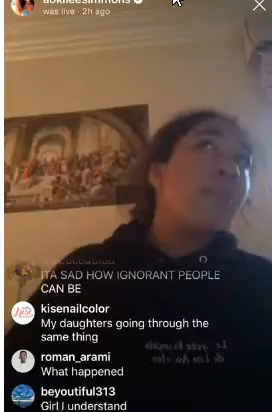 aokileesimmons
was live · 2h ago
ITA SAD HOW IGNORANT PEOPLE
CAN BE
kisenailcolor
My daughters going through the
same thing
roman_arami
What happened
beyoutiful313
Girl I understand